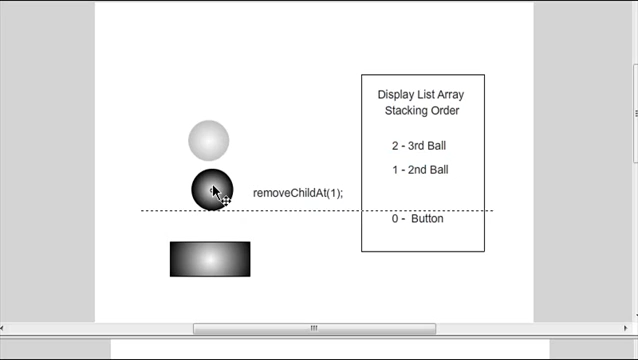 Display List Array
Stacking Order
2 - 3rd Ball
1 - 2nd Ball
removeChildAt(1);
0 - Button